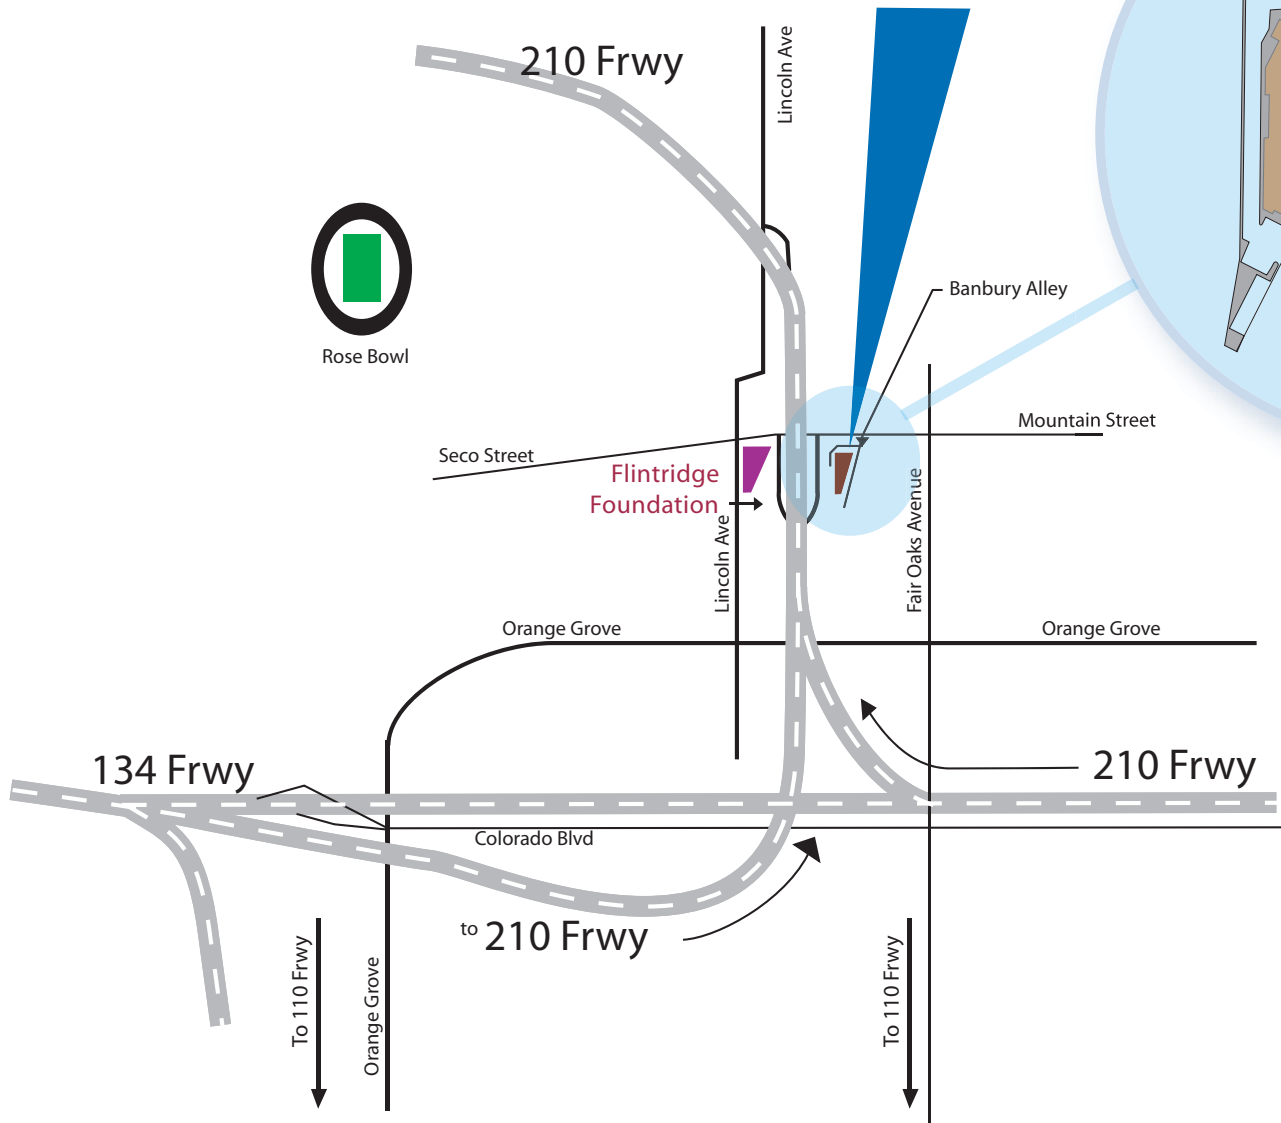 210 Frwy
Lincoln Ave
Banbury Alley
Rose Bowl
Mountain Street
Seco Street
Flintridge
Foundation
Lincoln Ave
Fair Oaks Avenue
Orange Grove
Orange Grove
134 Frwy
210 Frwy
Colorado Blvd
to 210 Frwy
To 110 Frwy
Orange Grove
To 110 Frwy